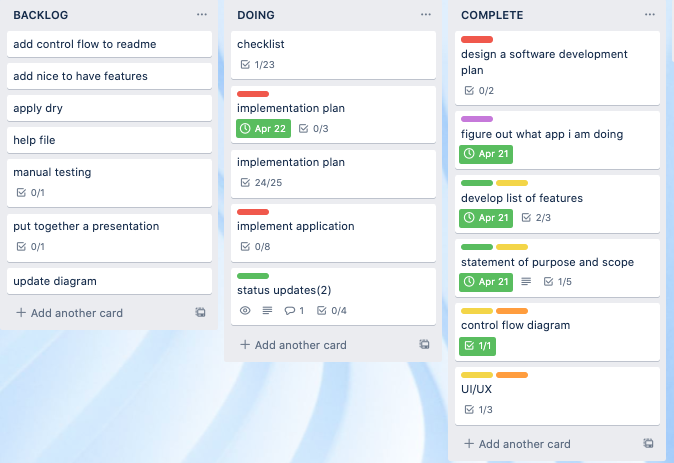 BACKLOG
add control flow to readme
add nice to have features
apply dry
help file
manual testing
0/1
put together a presentation
0/1
update diagram
+ Add another card
DOING
checklist
1/23
implementation plan
Apr 22 0/3
implementation plan
24/25
implement application
0/8
status updates(2)
1 0/4
+ Add another card
COMPLETE
design a software development
plan
0/2
figure out what app i am doing
Apr 21
develop list of features
Apr 21 2/3
statement of purpose and scope
Apr 21 1/5
control flow diagram
1/1
UI/UX
1/3
+ Add another card